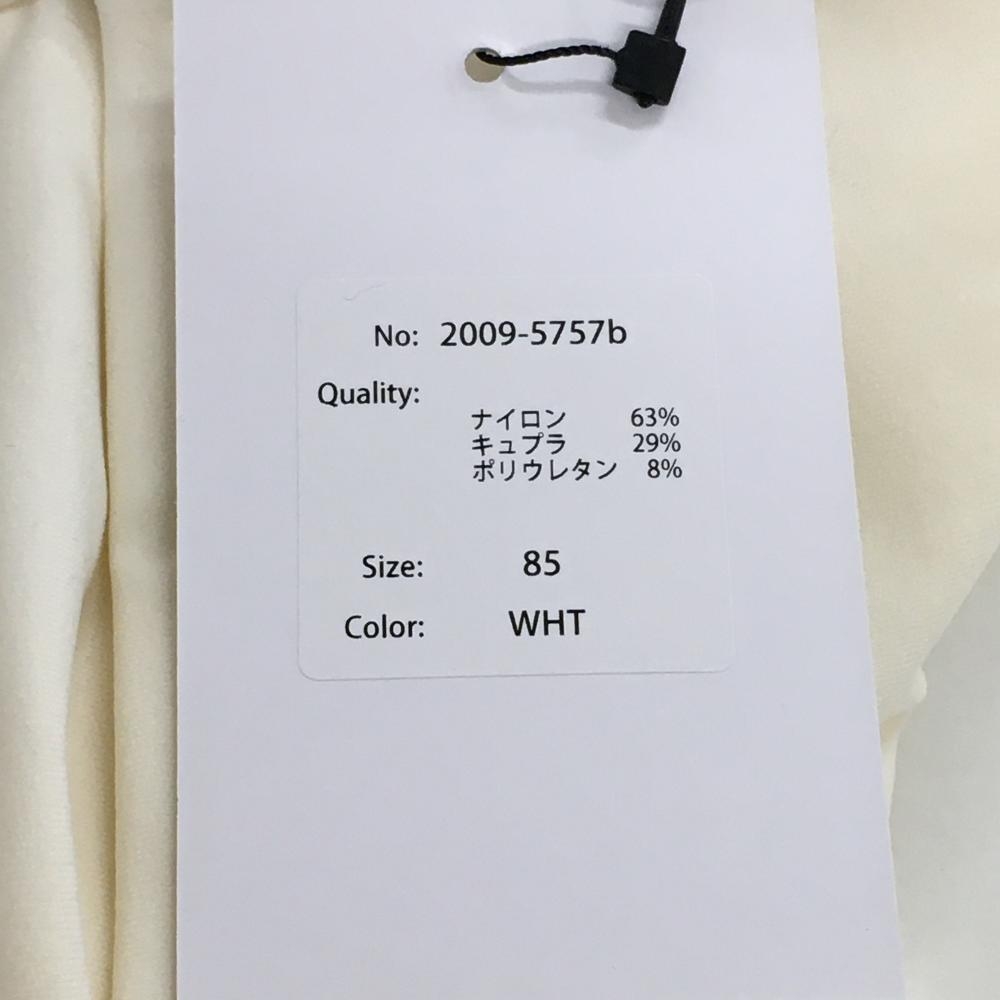 No: 2009-5757b
Quality:
ナイロン 63%
キュプラ 29%
ポリウレタン 8%
Size: 85
Color: WHT